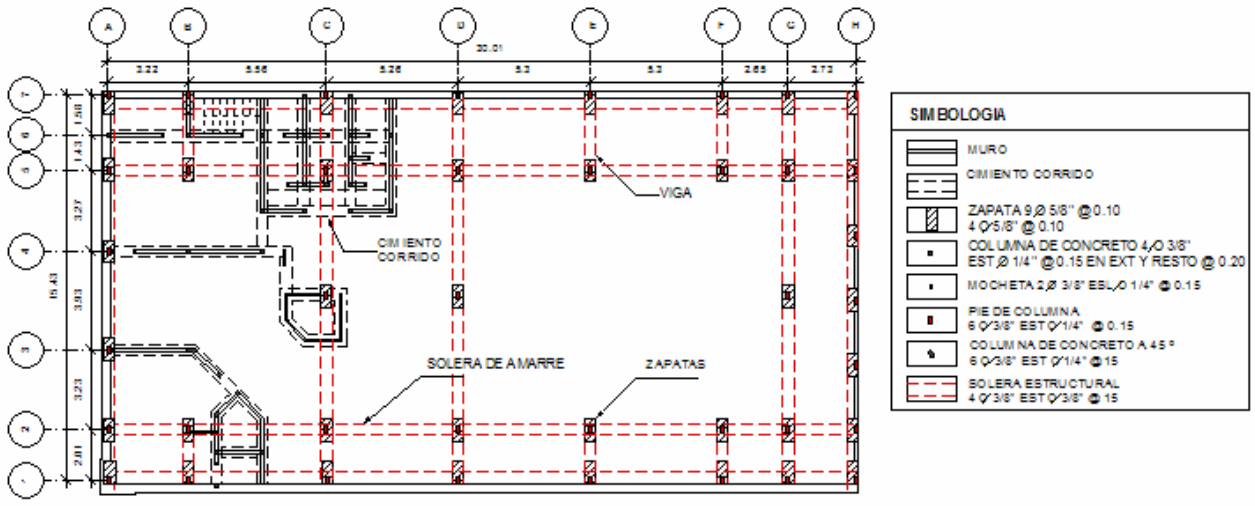 A B C D E F G H
30.01
3.22 5.56 5.26 5.3 5.3 2.65 2.73
7
6
5
4
3
2
1
1.58
1.43
3.27
3.93
3.23
2.01
15.43
VIGA
CIMIENTO
CORRIDO
SOLERA DE AMARRE
ZAPATAS
SIMBOLOGIA
MURO
CIMIENTO CORRIDO
ZAPATA 9 Ø 5/8" @ 0.10
4 Ø 5/8" @ 0.10
COLUMNA DE CONCRETO 4 Ø 3/8"
EST Ø 1/4" @ 0.15 EN EXT Y RESTO @ 0.20
MOCHETA 2 Ø 3/8" ESL Ø 1/4" @ 0.15
PIE DE COLUMNA
6 Ø 3/8" EST Ø 1/4" @ 0.15
COLUMNA DE CONCRETO A 45º
6 Ø 3/8" EST Ø 1/4" @ 15
SOLERA ESTRUCTURAL
4 Ø 3/8" EST Ø 3/8" @ 15